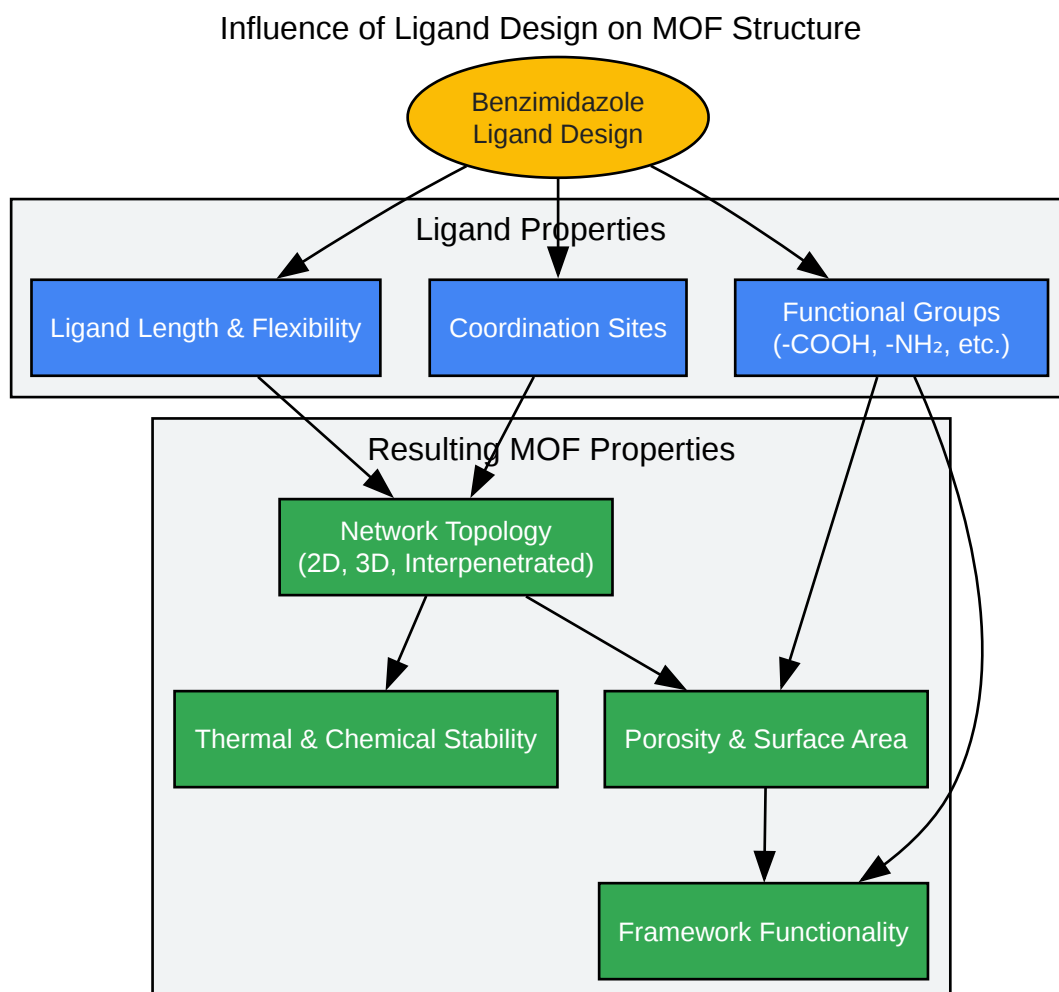 Influence of Ligand Design on MOF Structure
Benzimidazole
Ligand Design
Ligand Properties
Ligand Length & Flexibility
Coordination Sites
Functional Groups
(-COOH, -NH₂, etc.)
Resulting MOF Properties
Network Topology
(2D, 3D, Interpenetrated)
Thermal & Chemical Stability
Porosity & Surface Area
Framework Functionality